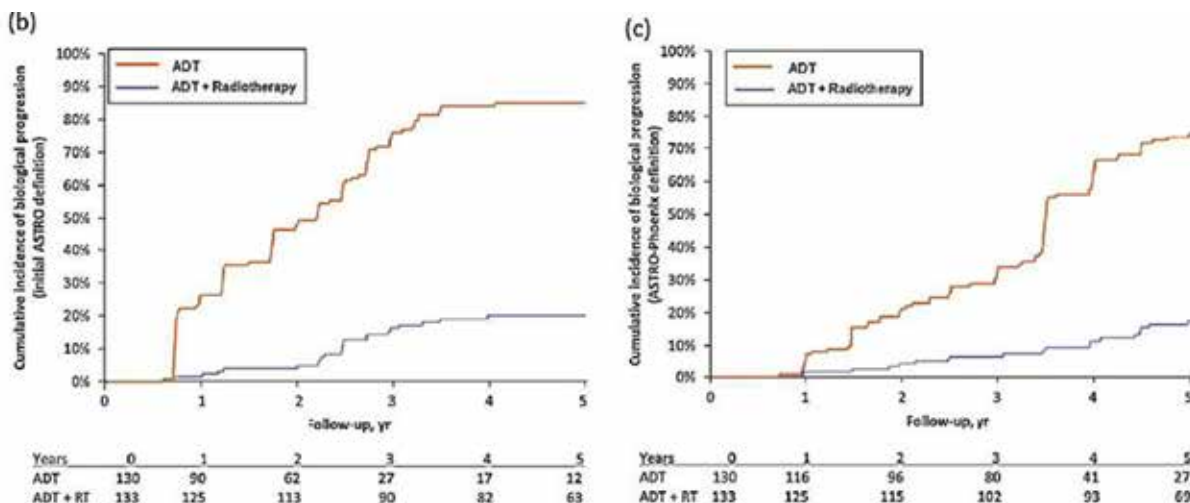 (b)
100%
90%
80%
70%
60%
50%
40%
30%
20%
10%
0%
Cumulative incidence of biological progression
(initial ASTRO definition)
ADT
ADT + Radiotherapy
0 1 2 3 4 5
Follow-up, yr
Years 0 1 2 3 4 5
ADT 130 90 62 27 17 12
ADT + RT 133 125 113 90 82 63
(c)
100%
90%
80%
70%
60%
50%
40%
30%
20%
10%
0%
Cumulative incidence of biological progression
(ASTRO-Phoenix definition)
ADT
ADT + Radiotherapy
0 1 2 3 4 5
Follow-up, yr
Years 0 1 2 3 4 5
ADT 130 116 96 80 41 27
ADT + RT 133 125 115 102 93